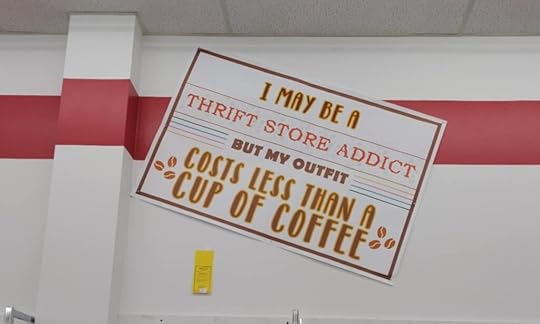 I MAY BE A
THRIFT STORE ADDICT
BUT MY OUTFIT
COSTS LESS THAN A
CUP OF COFFEE